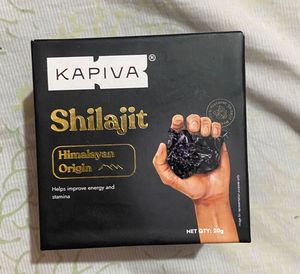 KAPIVA®
Shilajit
Himalayan
Origin
Helps improve energy and
stamina
NET QTY: 20g